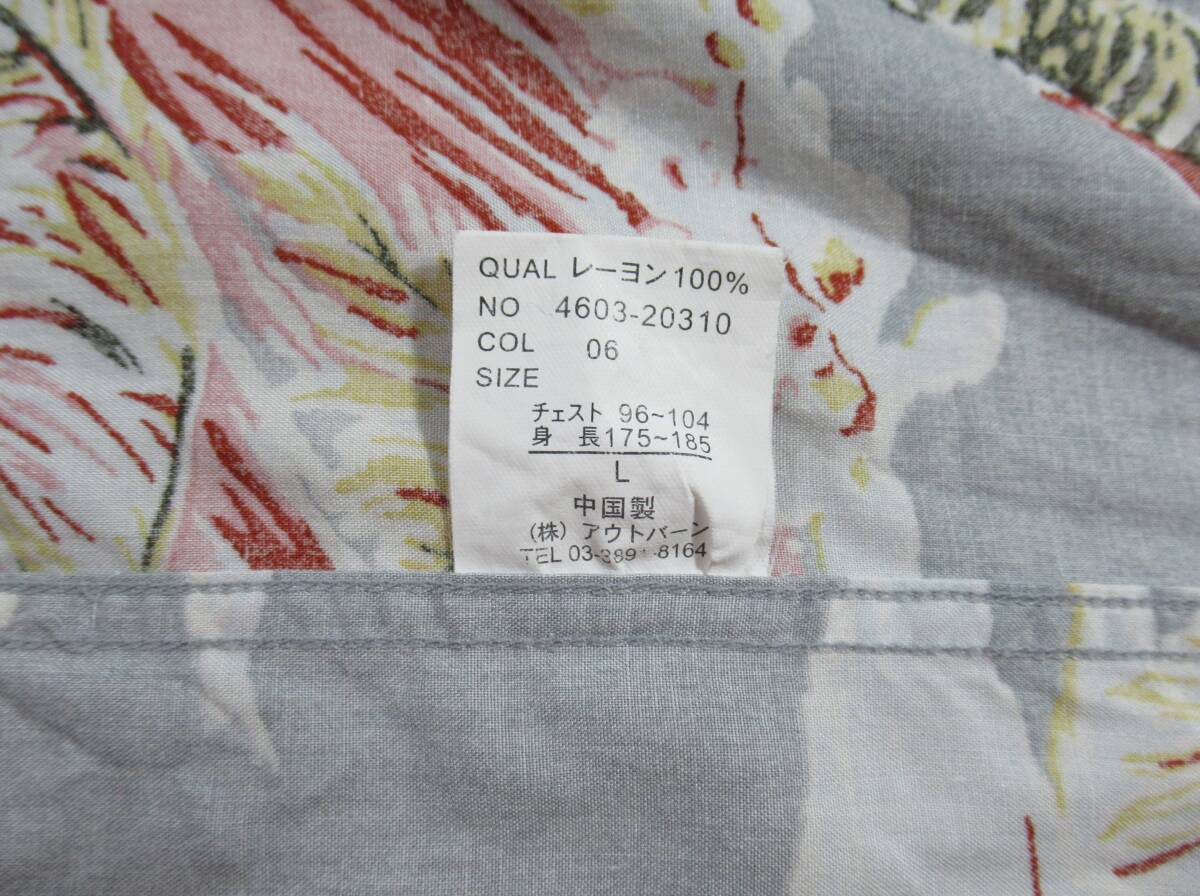 QUAL レーヨン100%
NO 4603-20310
COL 06
SIZE
チェスト 96~104
身 長175~185
L
中国製
(株) アウトバーン
TEL